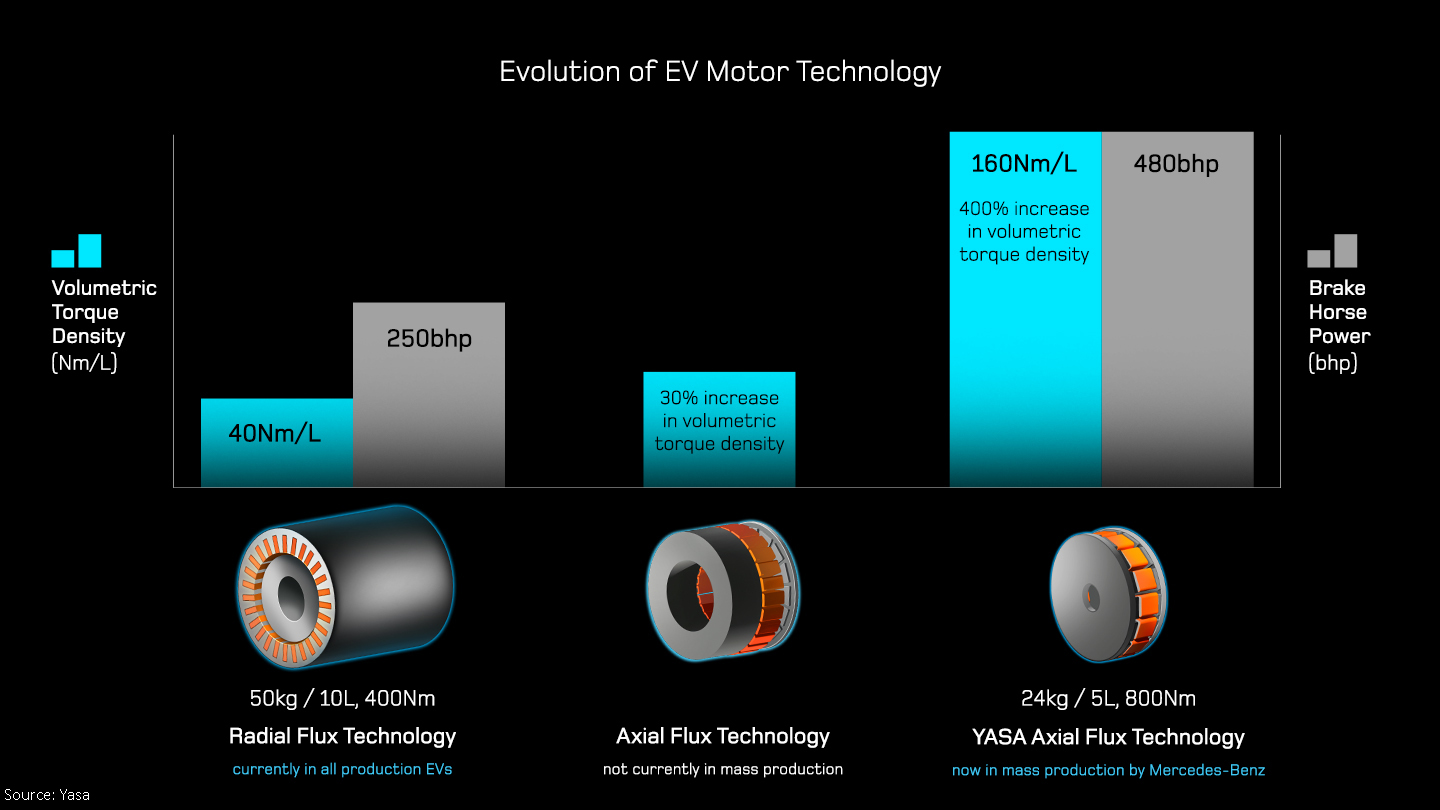 Evolution of EV Motor Technology
Volumetric
Torque
Density
(Nm/L)
40Nm/L
250bhp
30% increase
in volumetric
torque density
160Nm/L
400% increase
in volumetric
torque density
480bhp
Brake
Horse
Power
(bhp)
50kg / 10L, 400Nm
Radial Flux Technology
currently in all production EVs
Axial Flux Technology
not currently in mass production
24kg / 5L, 800Nm
YASA Axial Flux Technology
now in mass production by Mercedes-Benz
Source: Yasa